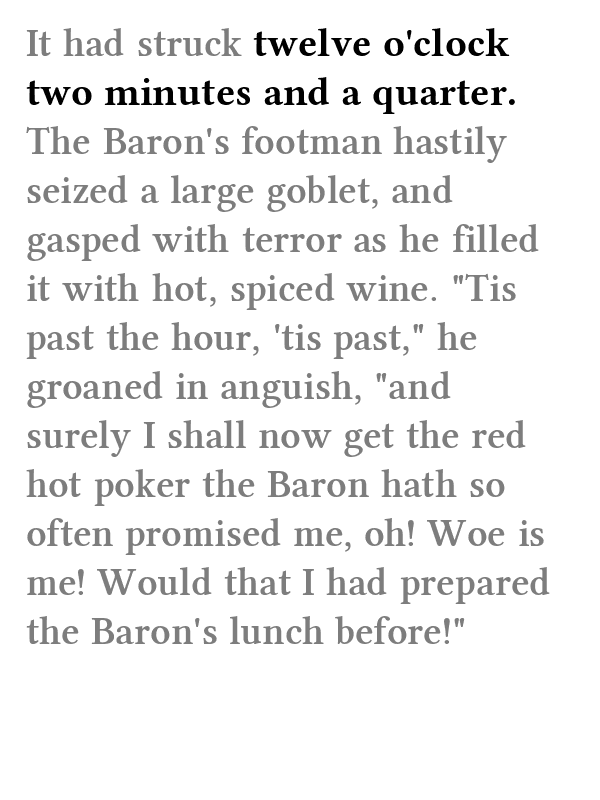 It had struck twelve o'clock
two minutes and a quarter.
The Baron's footman hastily
seized a large goblet, and
gasped with terror as he filled
it with hot, spiced wine. "Tis
past the hour, 'tis past," he
groaned in anguish, "and
surely I shall now get the red
hot poker the Baron hath so
often promised me, oh! Woe is
me! Would that I had prepared
the Baron's lunch before!"